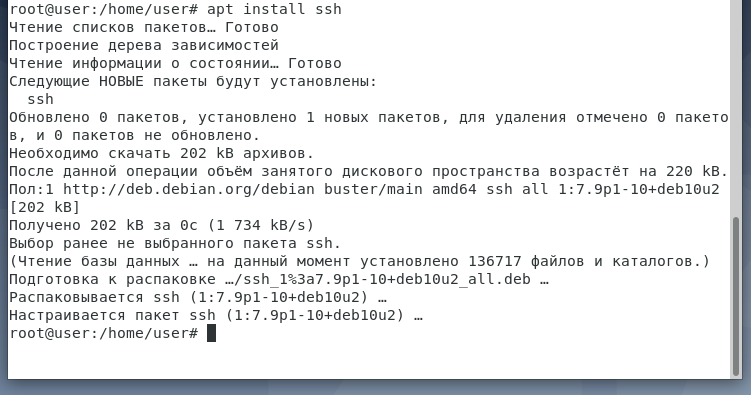 root@user:/home/user# apt install ssh
Чтение списков пакетов… Готово
Построение дерева зависимостей
Чтение информации о состоянии… Готово
Следующие НОВЫЕ пакеты будут установлены:
  ssh
Обновлено 0 пакетов, установлено 1 новых пакетов, для удаления отмечено 0 пакето
в, и 0 пакетов не обновлено.
Необходимо скачать 202 kB архивов.
После данной операции объём занятого дискового пространства возрастёт на 220 kB.
Пол:1 http://deb.debian.org/debian buster/main amd64 ssh all 1:7.9p1-10+deb10u2
[202 kB]
Получено 202 kB за 0с (1 734 kB/s)
Выбор ранее не выбранного пакета ssh.
(Чтение базы данных … на данный момент установлено 136717 файлов и каталогов.)
Подготовка к распаковке …/ssh_1%3a7.9p1-10+deb10u2_all.deb …
Распаковывается ssh (1:7.9p1-10+deb10u2) …
Настраивается пакет ssh (1:7.9p1-10+deb10u2) …
root@user:/home/user#